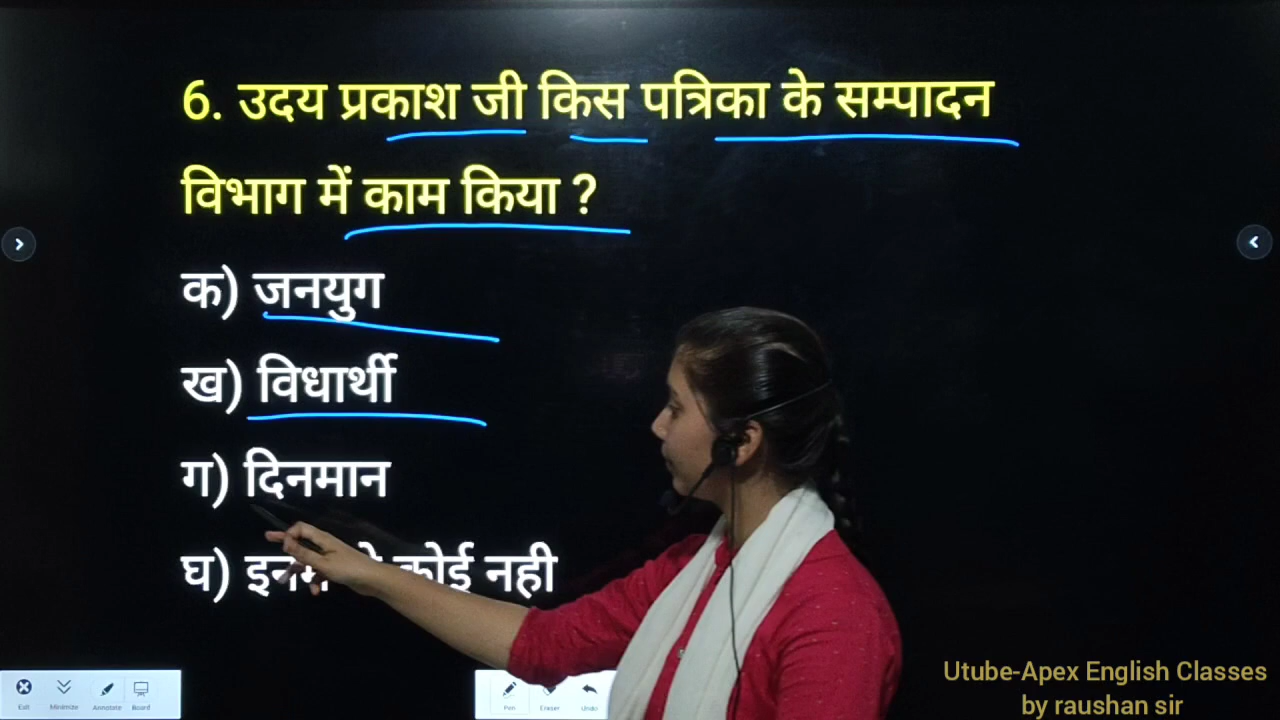 6. उदय प्रकाश जी किस पत्रिका के सम्पादन
विभाग में काम किया ?
क) जनयुग
ख) विधार्थी
ग) दिनमान
घ) कोई नही
Exit Minimize Annotate Board
Pen Eraser Undo
Utube-Apex English Classes
by raushan sir